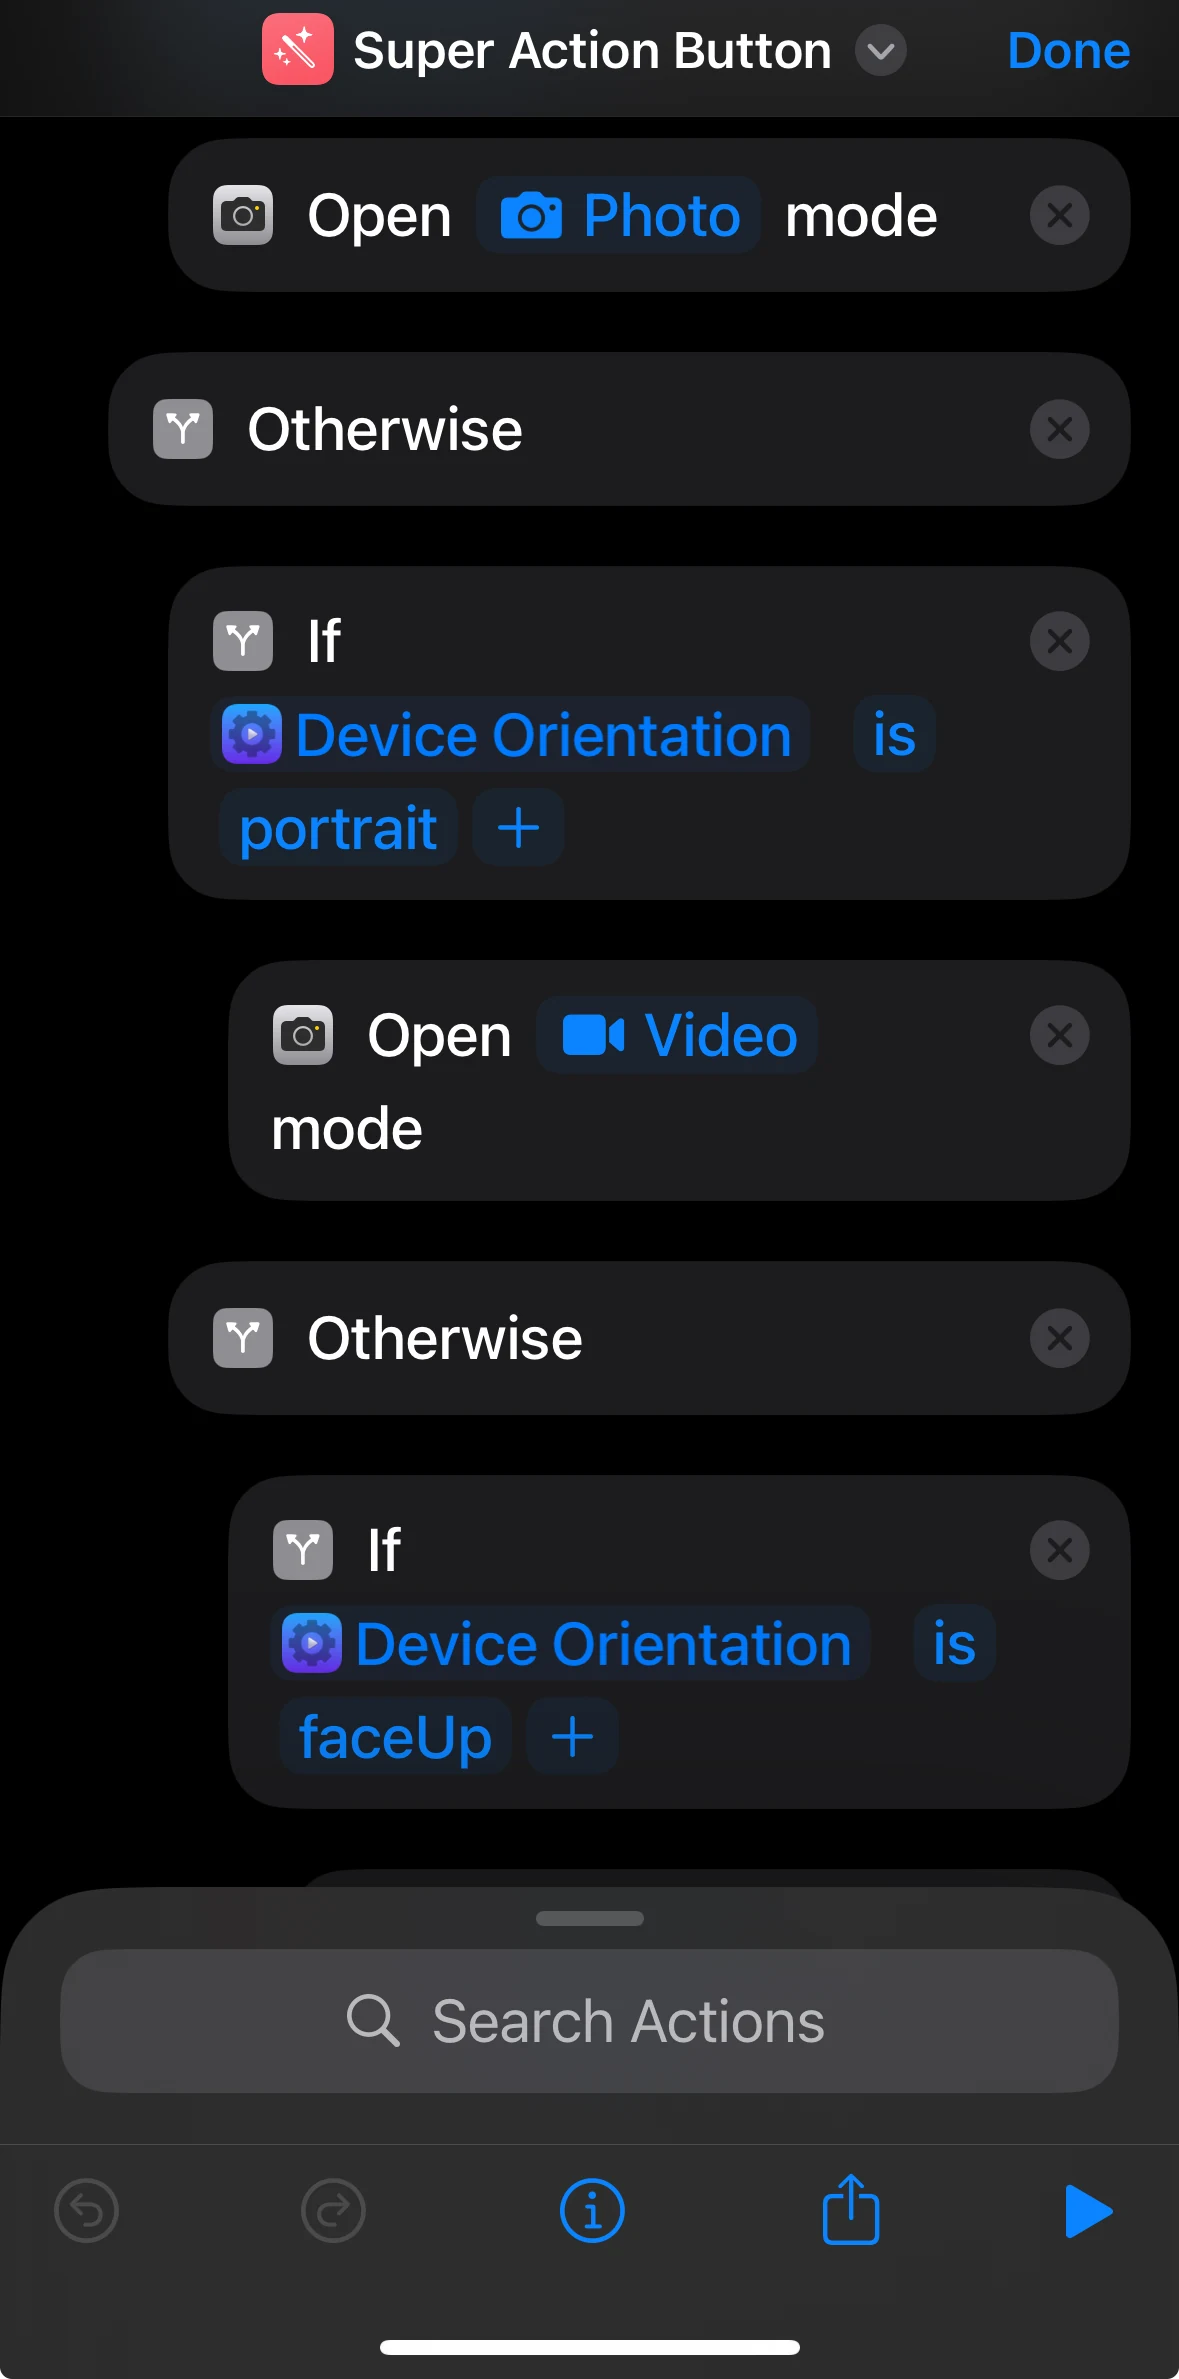 Super Action Button
Done
Open Photo mode
Otherwise
If
Device Orientation is
portrait +
Open Video
mode
Otherwise
If
Device Orientation is
faceUp +
Search Actions